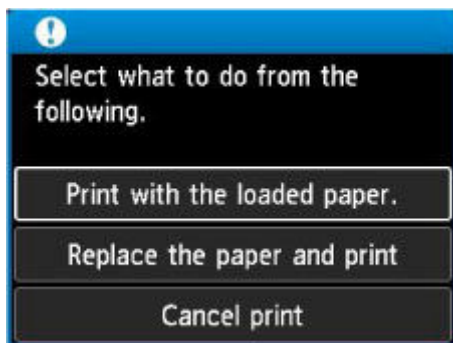 Select what to do from the
following.
Print with the loaded paper.
Replace the paper and print
Cancel print